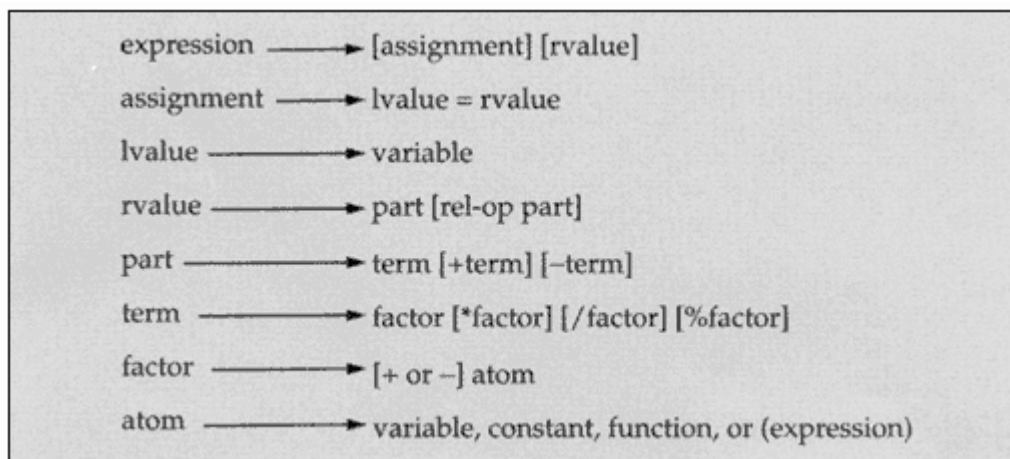 expression ⟶ [assignment] [rvalue]
assignment ⟶ lvalue = rvalue
lvalue ⟶ variable
rvalue ⟶ part [rel-op part]
part ⟶ term [+term] [–term]
term ⟶ factor [*factor] [/factor] [%factor]
factor ⟶ [+ or –] atom
atom ⟶ variable, constant, function, or (expression)